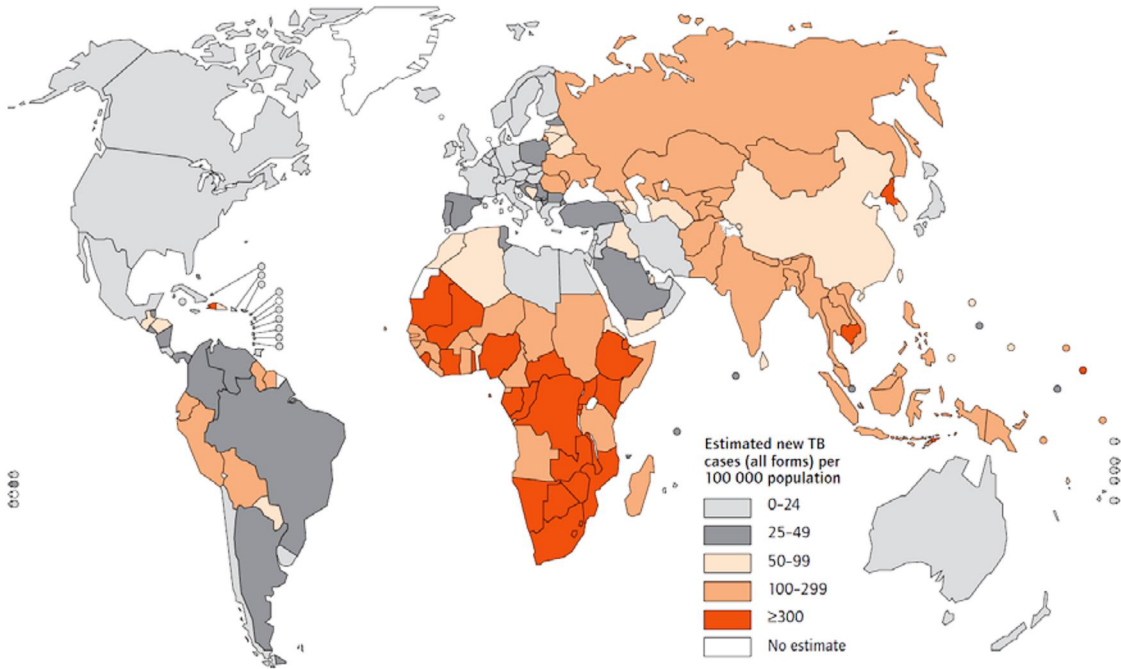 Estimated new TB
cases (all forms) per
100 000 population
0–24
25–49
50–99
100–299
≥300
No estimate